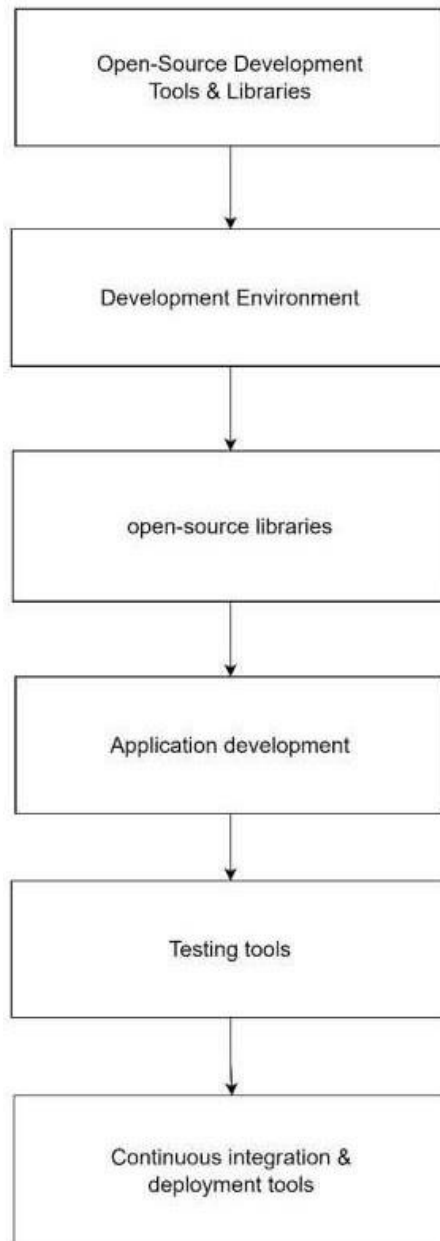 Open-Source Development
Tools & Libraries
Development Environment
open-source libraries
Application development
Testing tools
Continuous integration &
deployment tools